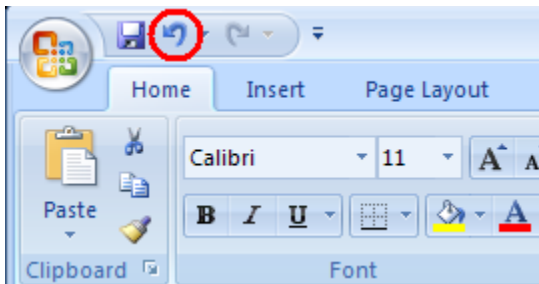 Home Insert Page Layout
Calibri 11 A A
Paste B I U A
Clipboard Font